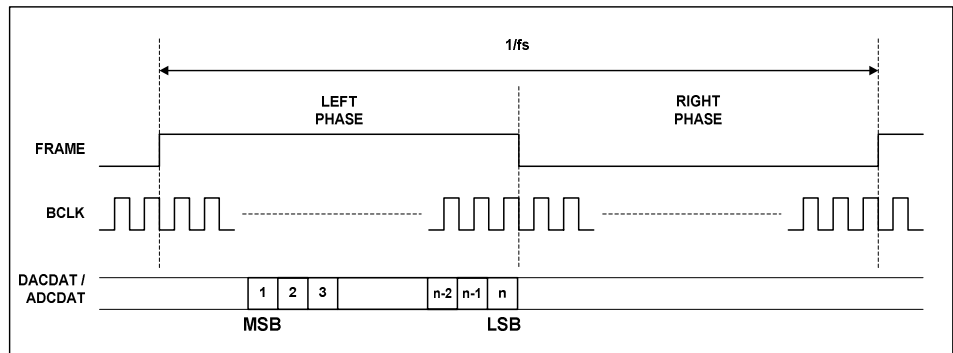 1/fs
LEFT
PHASE
RIGHT
PHASE
FRAME
BCLK
DACDAT /
ADCDAT
1 2 3 n-2 n-1 n
MSB LSB